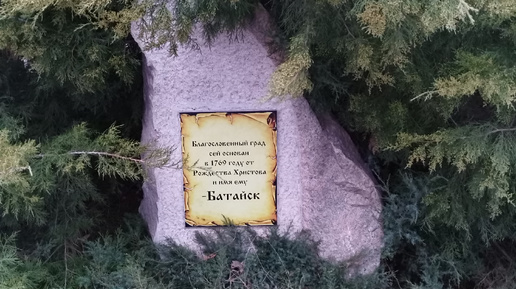 Благословенный град
сей основан
в 1769 году от
Рождества Христова
и имя ему
-Батайск